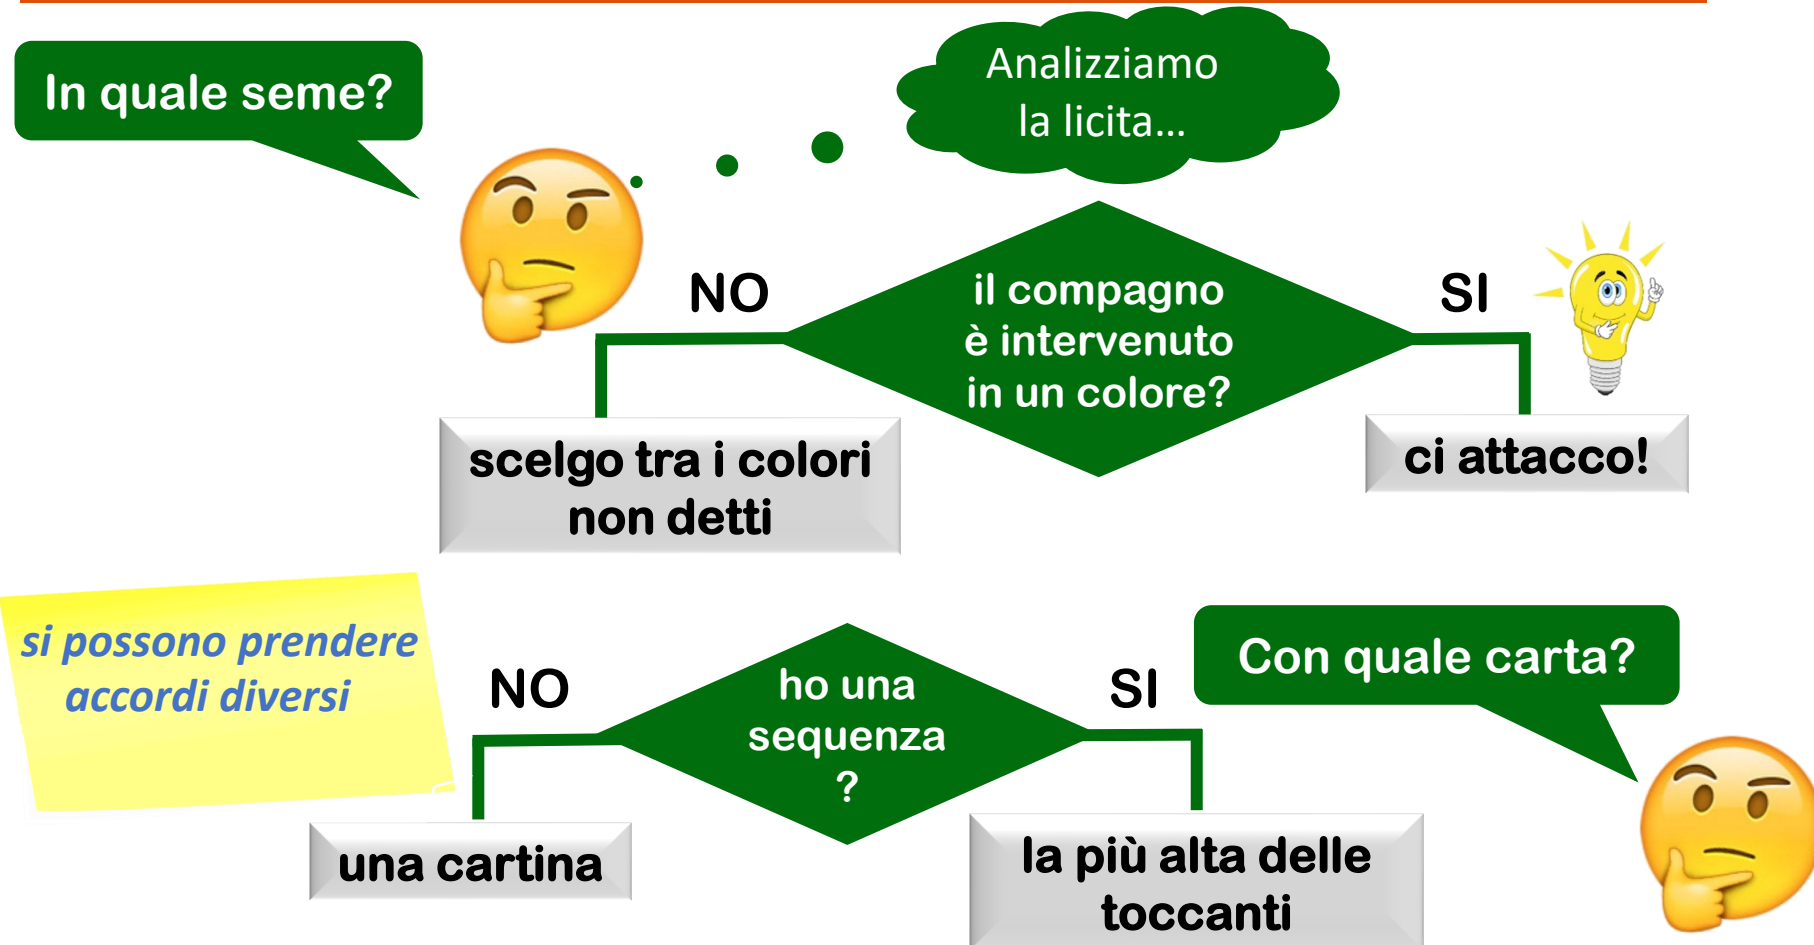 In quale seme?
Analizziamo
la licita...
NO
il compagno
è intervenuto
in un colore?
SI
scelgo tra i colori
non detti
ci attacco!
si possono prendere
accordi diversi
NO
ho una
sequenza
?
SI
Con quale carta?
una cartina
la più alta delle
toccanti